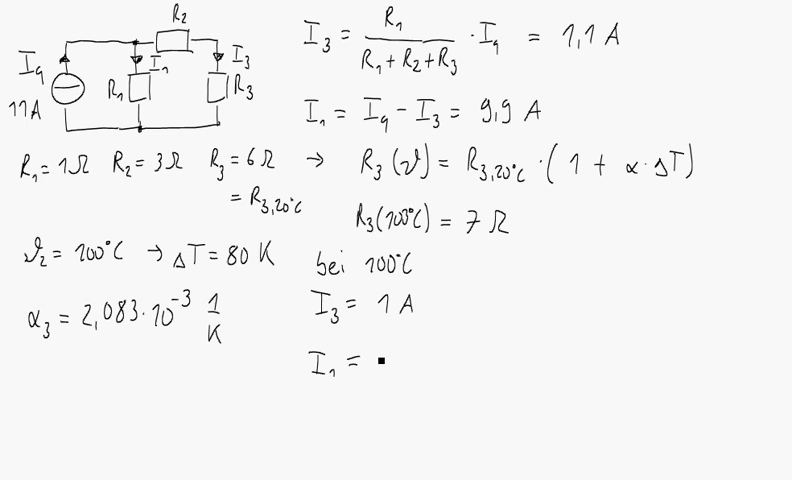 R₂
I₃ = R₁ / (R₁ + R₂ + R₃) · Iq = 1,1 A
Iq I₁ I₃
R₁ R₃
11A
I₁ = Iq - I₃ = 9,9 A
R₁ = 1Ω R₂ = 3Ω R₃ = 6Ω → R₃(ϑ) = R₃,20°C · (1 + α · ΔT)
= R₃,20°C
R₃(100°C) = 7Ω
ϑ₂ = 100°C → ΔT = 80 K
bei 100°C
α₃ = 2,083·10⁻³ 1/K
I₃ = 1 A
I₁ =